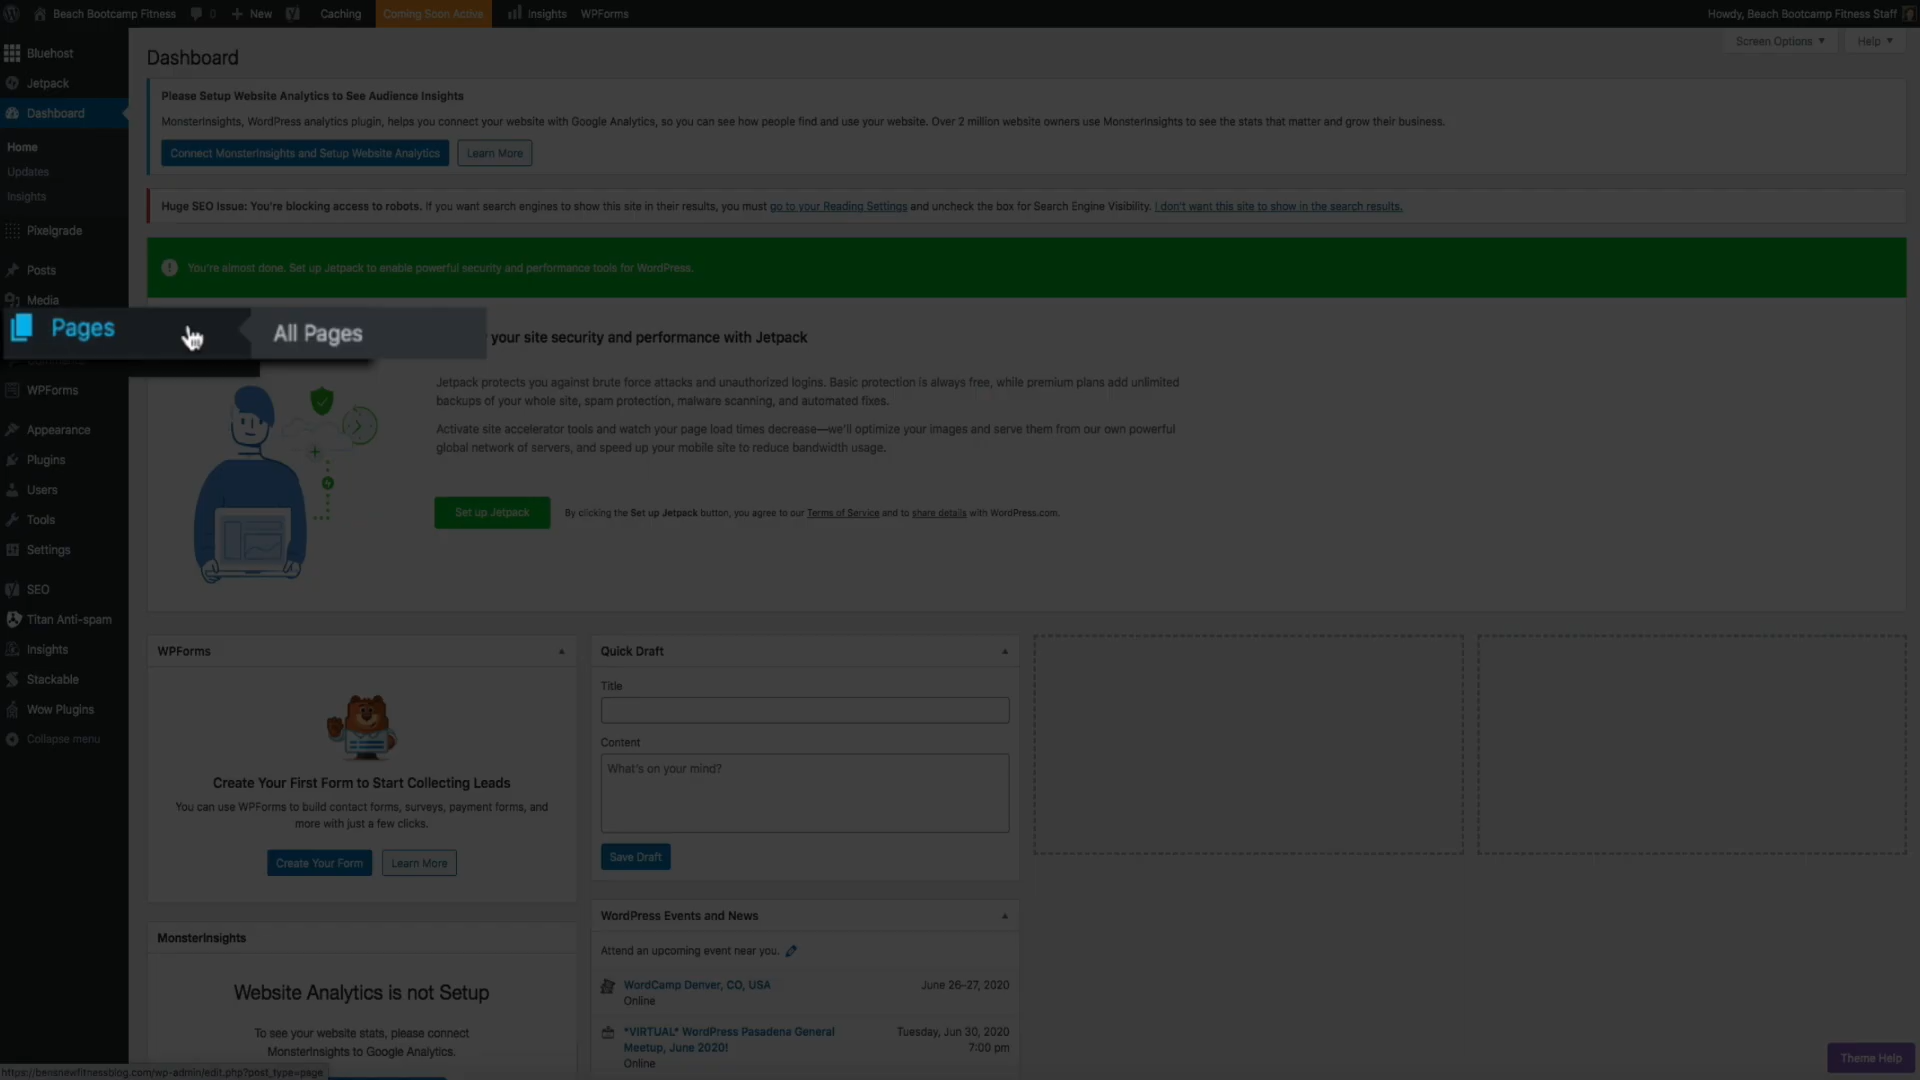 Beach Bootcamp Fitness 0 + New Caching Coming Soon Active Insights WPForms Howdy, Beach Bootcamp Fitness Staff
Screen Options ▼ Help ▼
Bluehost
Jetpack
Dashboard
Home
Updates
Insights
Pixelgrade
Posts
Media
Pages
All Pages
WPForms
Appearance
Plugins
Users
Tools
Settings
SEO
Titan Anti-spam
Insights
Stackable
Wow Plugins
Collapse menu
Dashboard
Please Setup Website Analytics to See Audience Insights
MonsterInsights, WordPress analytics plugin, helps you connect your website with Google Analytics, so you can see how people find and use your website. Over 2 million website owners use MonsterInsights to see the stats that matter and grow their business.
Connect MonsterInsights and Setup Website Analytics Learn More
Huge SEO Issue: You're blocking access to robots. If you want search engines to show this site in their results, you must go to your Reading Settings and uncheck the box for Search Engine Visibility. I don't want this site to show in the search results.
You're almost done. Set up Jetpack to enable powerful security and performance tools for WordPress.
your site security and performance with Jetpack
Jetpack protects you against brute force attacks and unauthorized logins. Basic protection is always free, while premium plans add unlimited
backups of your whole site, spam protection, malware scanning, and automated fixes.
Activate site accelerator tools and watch your page load times decrease—we'll optimize your images and serve them from our own powerful
global network of servers, and speed up your mobile site to reduce bandwidth usage.
Set up Jetpack By clicking the Set up Jetpack button, you agree to our Terms of Service and to share details with WordPress.com.
WPForms
Create Your First Form to Start Collecting Leads
You can use WPForms to build contact forms, surveys, payment forms, and
more with just a few clicks.
Create Your Form Learn More
MonsterInsights
Website Analytics is not Setup
To see your website stats, please connect
MonsterInsights to Google Analytics.
Quick Draft
Title
Content
What's on your mind?
Save Draft
WordPress Events and News
Attend an upcoming event near you.
WordCamp Denver, CO, USA June 26–27, 2020
Online
*VIRTUAL* WordPress Pasadena General Tuesday, Jun 30, 2020
Meetup, June 2020! 7:00 pm
Online
Theme Help
https://bensnewfitnessblog.com/wp-admin/edit.php?post_type=page